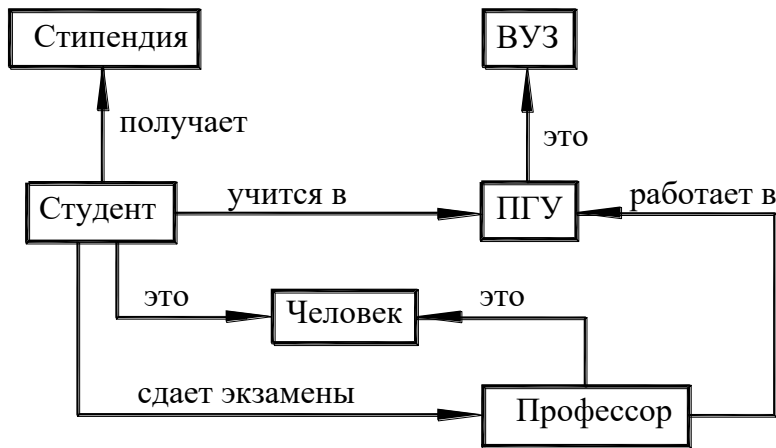 Стипендия
ВУЗ
получает
это
Студент
учится в
ПГУ
работает в
это
Человек
это
сдает экзамены
Профессор